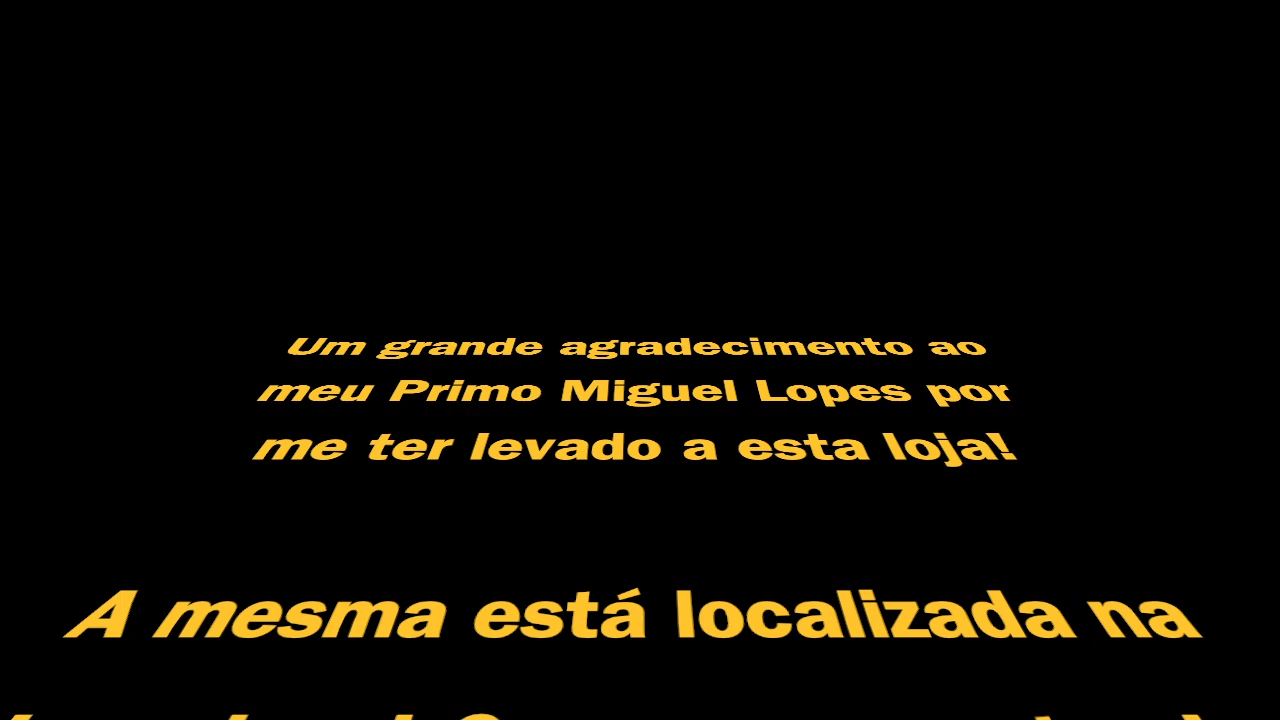 Um grande agradecimento ao
meu Primo Miguel Lopes por
me ter levado a esta loja!
A mesma está localizada na